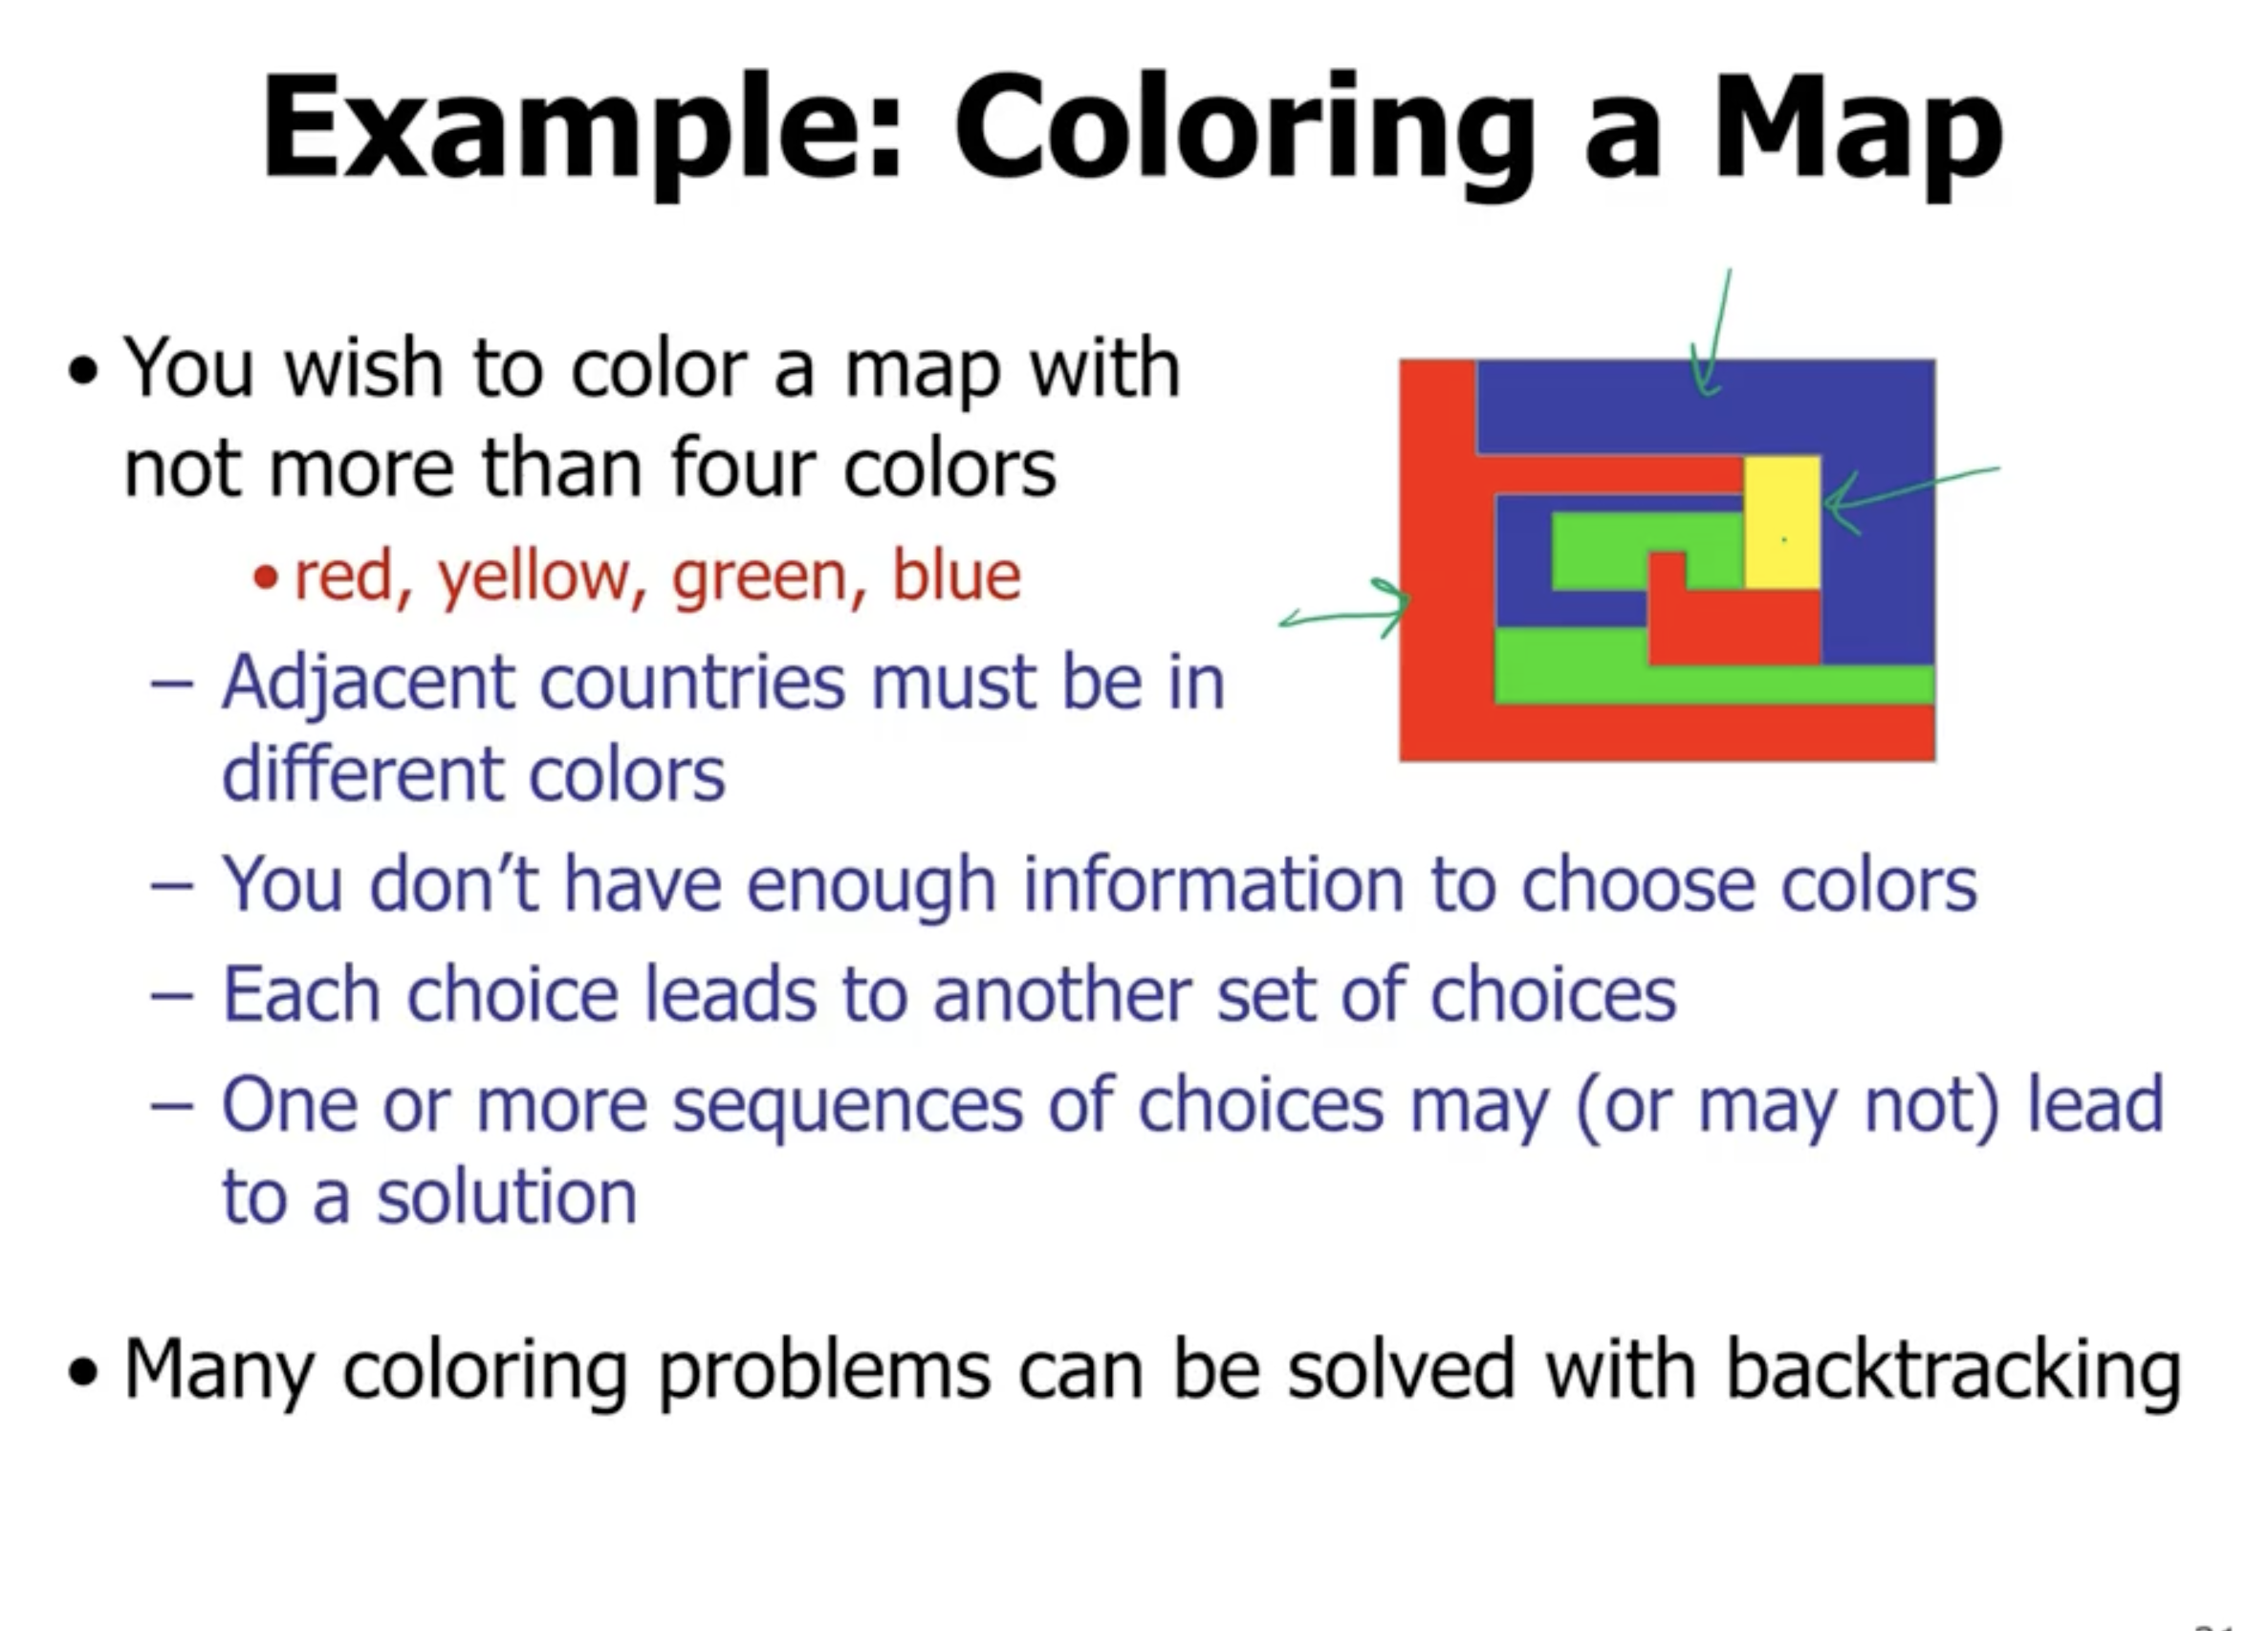 Example: Coloring a Map
• You wish to color a map with
not more than four colors
• red, yellow, green, blue
– Adjacent countries must be in
different colors
– You don’t have enough information to choose colors
– Each choice leads to another set of choices
– One or more sequences of choices may (or may not) lead
to a solution
• Many coloring problems can be solved with backtracking